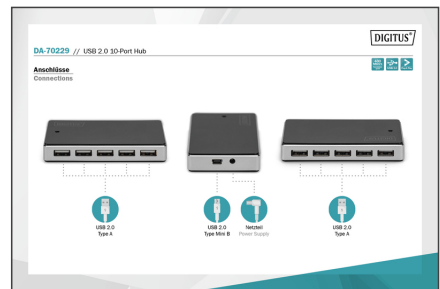 DIGITUS®
DA-70229 // USB 2.0 10-Port Hub
Anschlüsse
Connections
USB 2.0
Type A
USB 2.0
Type Mini B
Netzteil
Power Supply
USB 2.0
Type A